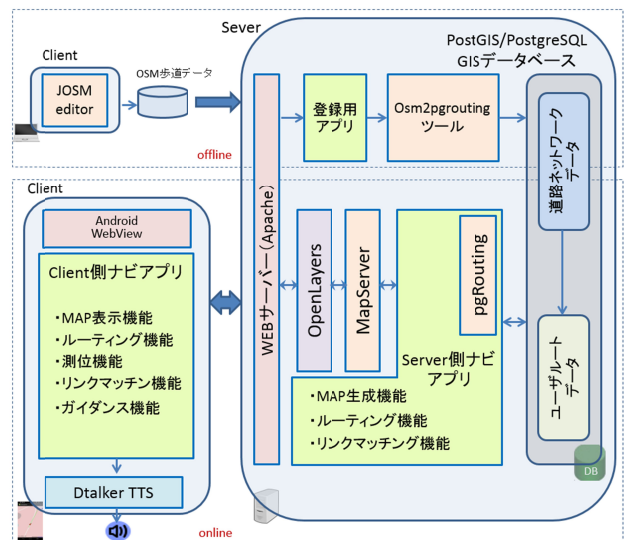 Sever
PostGIS/PostgreSQL
GISデータベース
Client
JOSM
editor
OSM歩道データ
登録用
アプリ
Osm2pgrouting
ツール
道路ネットワーク
データ
offline
Client
Android
WebView
Client側ナビアプリ
・MAP表示機能
・ルーティング機能
・測位機能
・リンクマッチン機能
・ガイダンス機能
Dtalker TTS
WEBサーバー(Apache)
OpenLayers
MapServer
pgRouting
Server側ナビ
アプリ
・MAP生成機能
・ルーティング機能
・リンクマッチング機能
ユーザルート
データ
DB
online